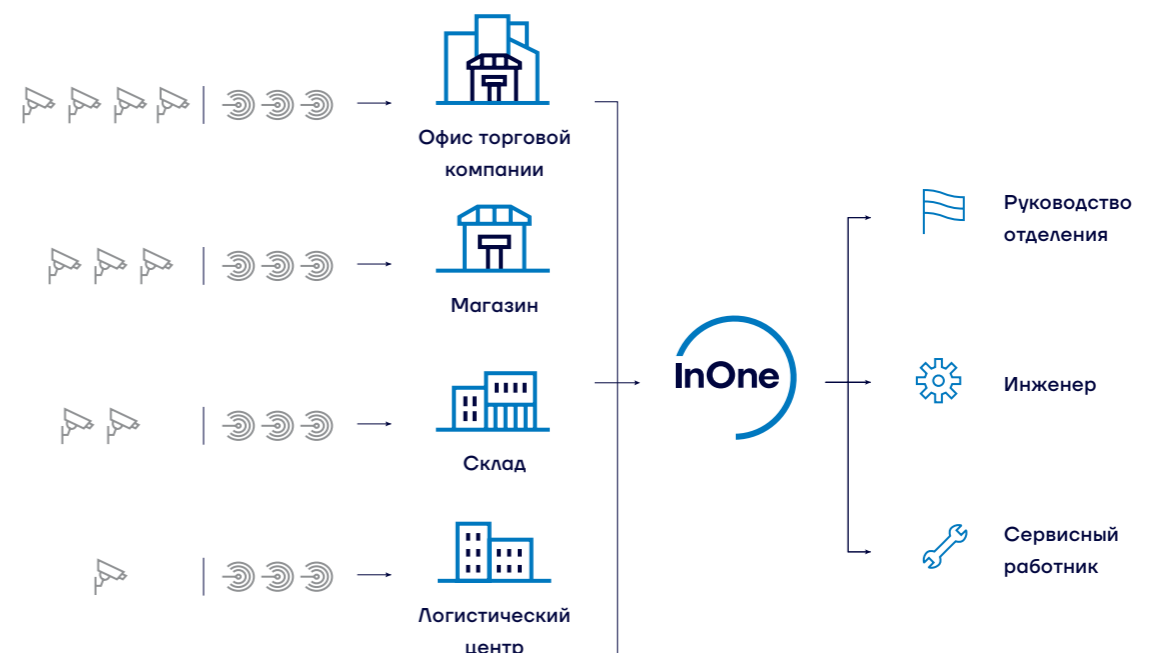 Офис торговой
компании
Магазин
Склад
Логистический
центр
InOne
Руководство
отделения
Инженер
Сервисный
работник